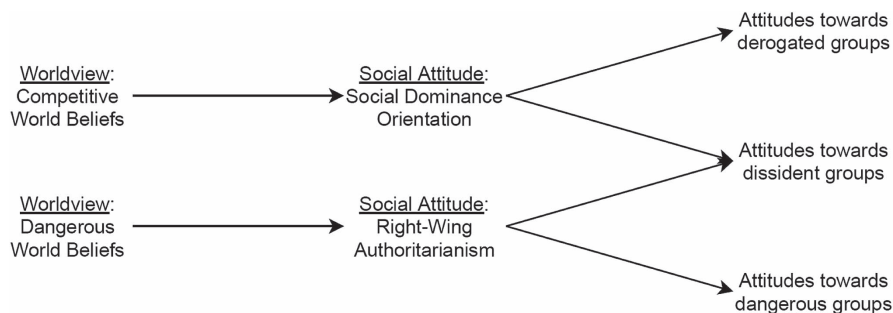 Attitudes towards
derogated groups
Worldview:
Competitive
World Beliefs
Social Attitude:
Social Dominance
Orientation
Attitudes towards
dissident groups
Worldview:
Dangerous
World Beliefs
Social Attitude:
Right-Wing
Authoritarianism
Attitudes towards
dangerous groups